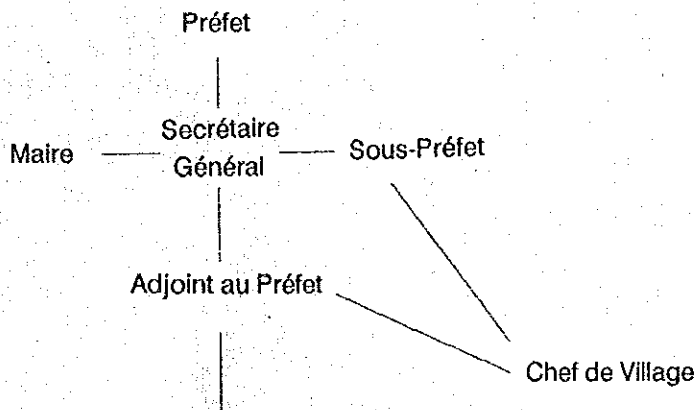 Préfet
Maire
Secrétaire
Général
Sous-Préfet
Adjoint au Préfet
Chef de Village